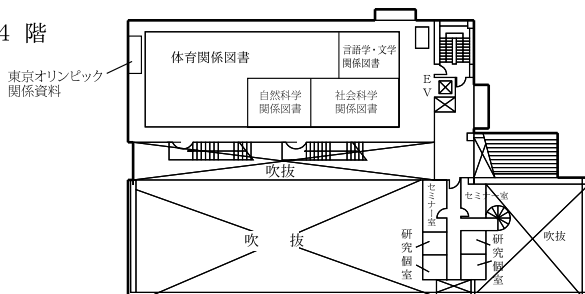 4 階
体育関係図書
言語学・文学
関係図書
東京オリンピック
関係資料
自然科学
関係図書
社会科学
関係図書
EV
吹抜
セミナー室
セミナー室
吹 抜
研究個室
研究個室
吹抜